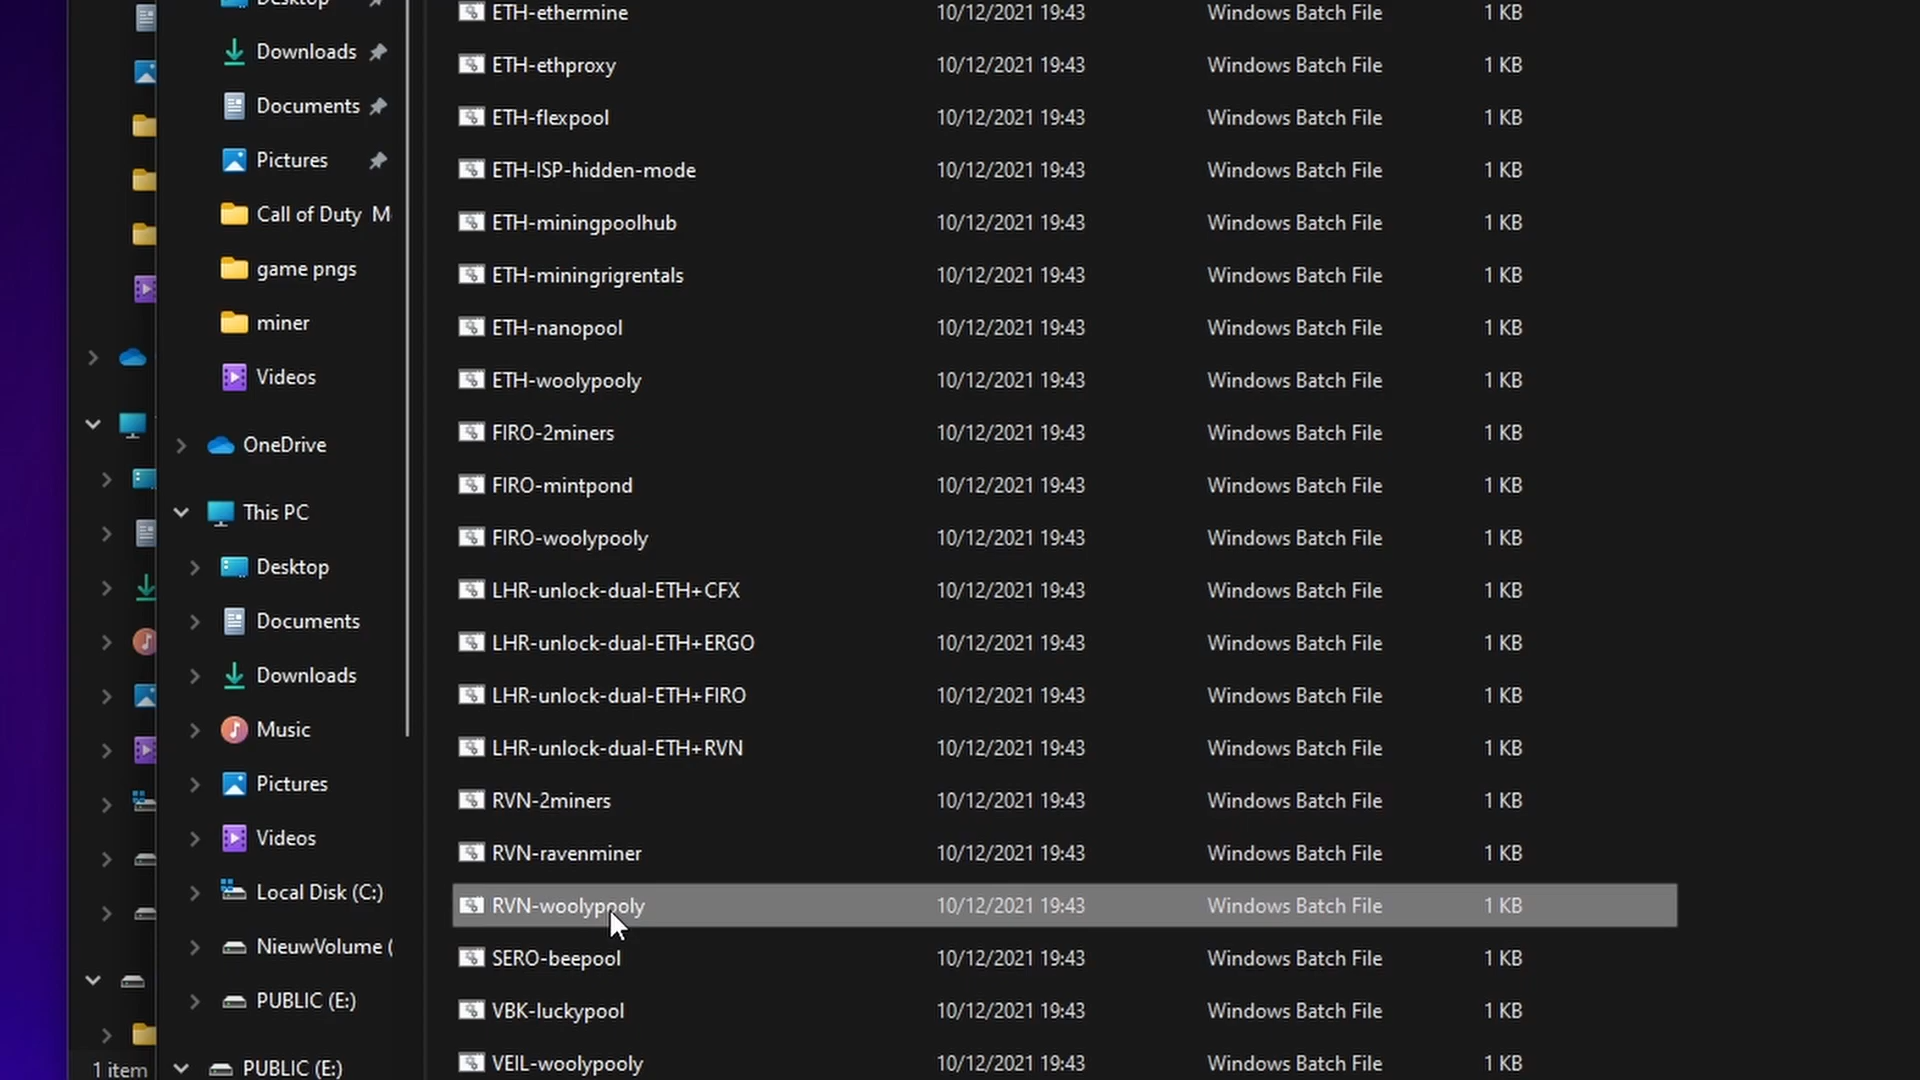 Desktop
Downloads
Documents
Pictures
Call of Duty M
game pngs
miner
Videos
OneDrive
This PC
Desktop
Documents
Downloads
Music
Pictures
Videos
Local Disk (C:)
NieuwVolume (
PUBLIC (E:)
PUBLIC (E:)
1 item
ETH-ethermine 10/12/2021 19:43 Windows Batch File 1 KB
ETH-ethproxy 10/12/2021 19:43 Windows Batch File 1 KB
ETH-flexpool 10/12/2021 19:43 Windows Batch File 1 KB
ETH-ISP-hidden-mode 10/12/2021 19:43 Windows Batch File 1 KB
ETH-miningpoolhub 10/12/2021 19:43 Windows Batch File 1 KB
ETH-miningrigrentals 10/12/2021 19:43 Windows Batch File 1 KB
ETH-nanopool 10/12/2021 19:43 Windows Batch File 1 KB
ETH-woolypooly 10/12/2021 19:43 Windows Batch File 1 KB
FIRO-2miners 10/12/2021 19:43 Windows Batch File 1 KB
FIRO-mintpond 10/12/2021 19:43 Windows Batch File 1 KB
FIRO-woolypooly 10/12/2021 19:43 Windows Batch File 1 KB
LHR-unlock-dual-ETH+CFX 10/12/2021 19:43 Windows Batch File 1 KB
LHR-unlock-dual-ETH+ERGO 10/12/2021 19:43 Windows Batch File 1 KB
LHR-unlock-dual-ETH+FIRO 10/12/2021 19:43 Windows Batch File 1 KB
LHR-unlock-dual-ETH+RVN 10/12/2021 19:43 Windows Batch File 1 KB
RVN-2miners 10/12/2021 19:43 Windows Batch File 1 KB
RVN-ravenminer 10/12/2021 19:43 Windows Batch File 1 KB
RVN-woolypooly 10/12/2021 19:43 Windows Batch File 1 KB
SERO-beepool 10/12/2021 19:43 Windows Batch File 1 KB
VBK-luckypool 10/12/2021 19:43 Windows Batch File 1 KB
VEIL-woolypooly 10/12/2021 19:43 Windows Batch File 1 KB